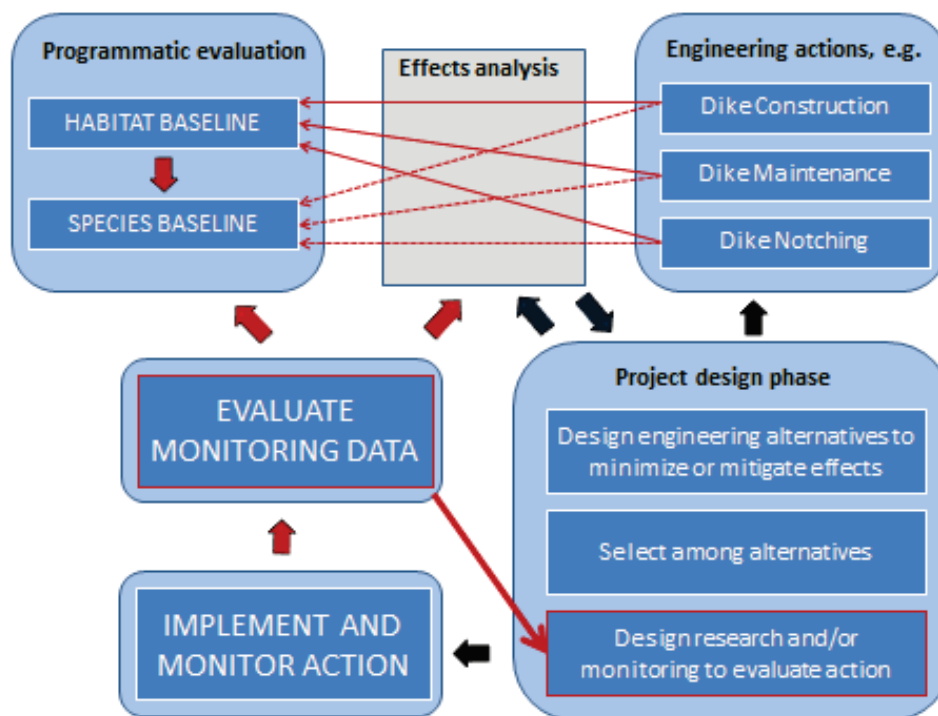 Programmatic evaluation
HABITAT BASELINE
SPECIES BASELINE
Effects analysis
Engineering actions, e.g.
Dike Construction
Dike Maintenance
Dike Notching
EVALUATE
MONITORING DATA
IMPLEMENT AND
MONITOR ACTION
Project design phase
Design engineering alternatives to
minimize or mitigate effects
Select among alternatives
Design research and/or
monitoring to evaluate action